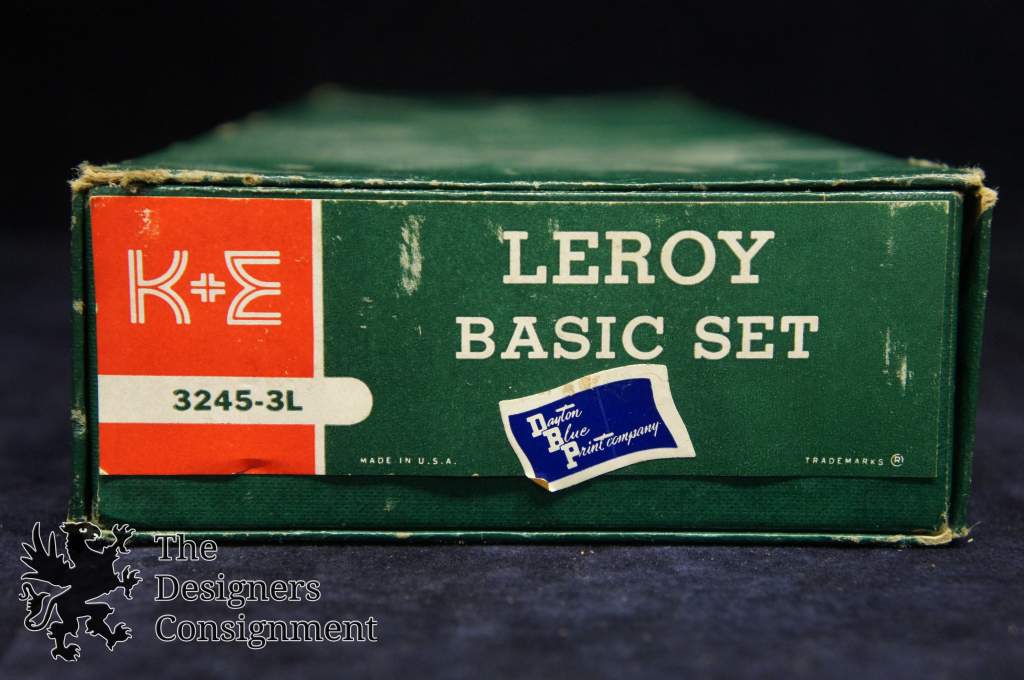 K+E
3245-3L
LEROY
BASIC SET
MADE IN U.S.A.
Dayton
Blue
Print company
TRADEMARKS ®
The
Designers
Consignment